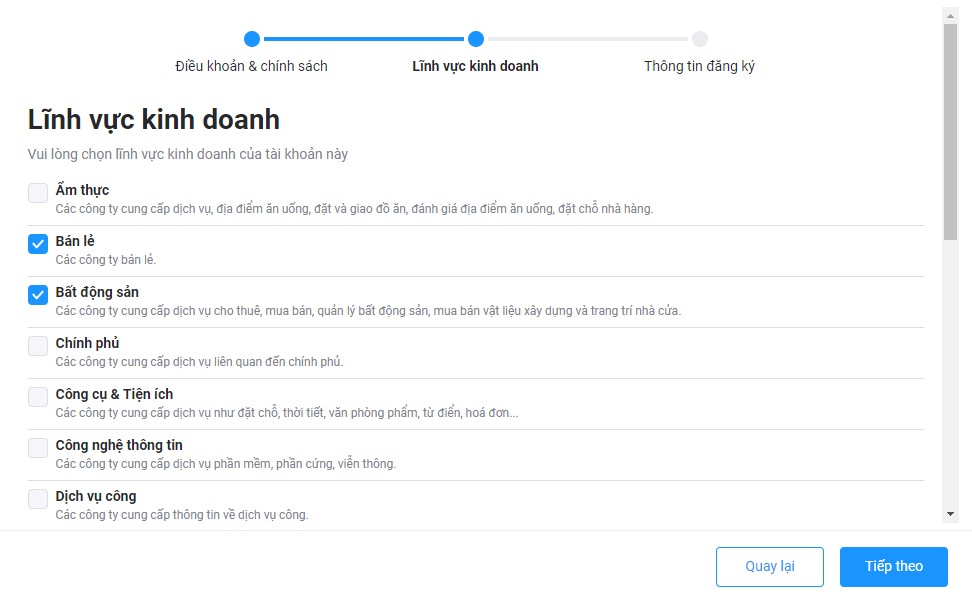 Điều khoản & chính sách
Lĩnh vực kinh doanh
Thông tin đăng ký
Lĩnh vực kinh doanh
Vui lòng chọn lĩnh vực kinh doanh của tài khoản này
Ẩm thực
Các công ty cung cấp dịch vụ, địa điểm ăn uống, đặt và giao đồ ăn, đánh giá địa điểm ăn uống, đặt chỗ nhà hàng.
Bán lẻ
Các công ty bán lẻ.
Bất động sản
Các công ty cung cấp dịch vụ cho thuê, mua bán, quản lý bất động sản, mua bán vật liệu xây dựng và trang trí nhà cửa.
Chính phủ
Các công ty cung cấp dịch vụ liên quan đến chính phủ.
Công cụ & Tiện ích
Các công ty cung cấp dịch vụ như đặt chỗ, thời tiết, văn phòng phẩm, từ điển, hoá đơn...
Công nghệ thông tin
Các công ty cung cấp dịch vụ phần mềm, phần cứng, viễn thông.
Dịch vụ công
Các công ty cung cấp thông tin về dịch vụ công.
Quay lại
Tiếp theo